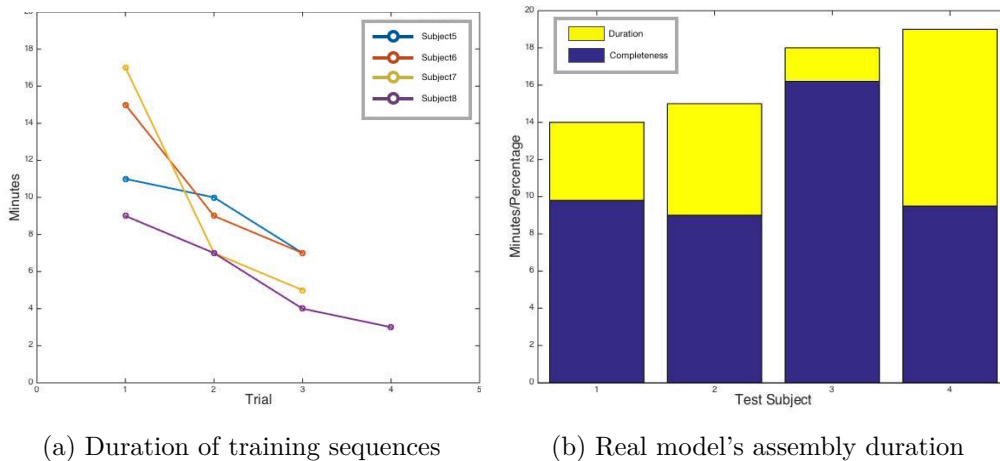 20
18
16
14
12
10
8
6
4
2
0
Minutes
0 1 2 3 4 5
Trial
Subject5
Subject6
Subject7
Subject8
(a) Duration of training sequences
20
18
16
14
12
10
8
6
4
2
0
Minutes/Percentage
1 2 3 4
Test Subject
Duration
Completeness
(b) Real model's assembly duration